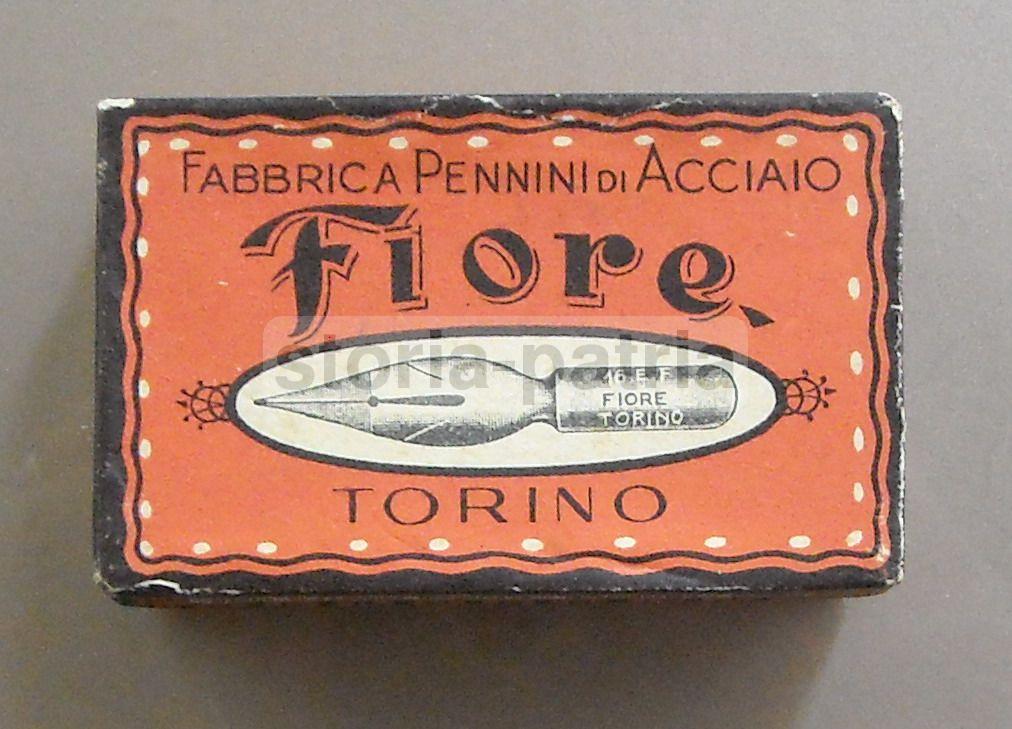 FABBRICA PENNINI DI ACCIAIO
Fiore
storia-patria
16 E.F.
FIORE
TORINO
TORINO